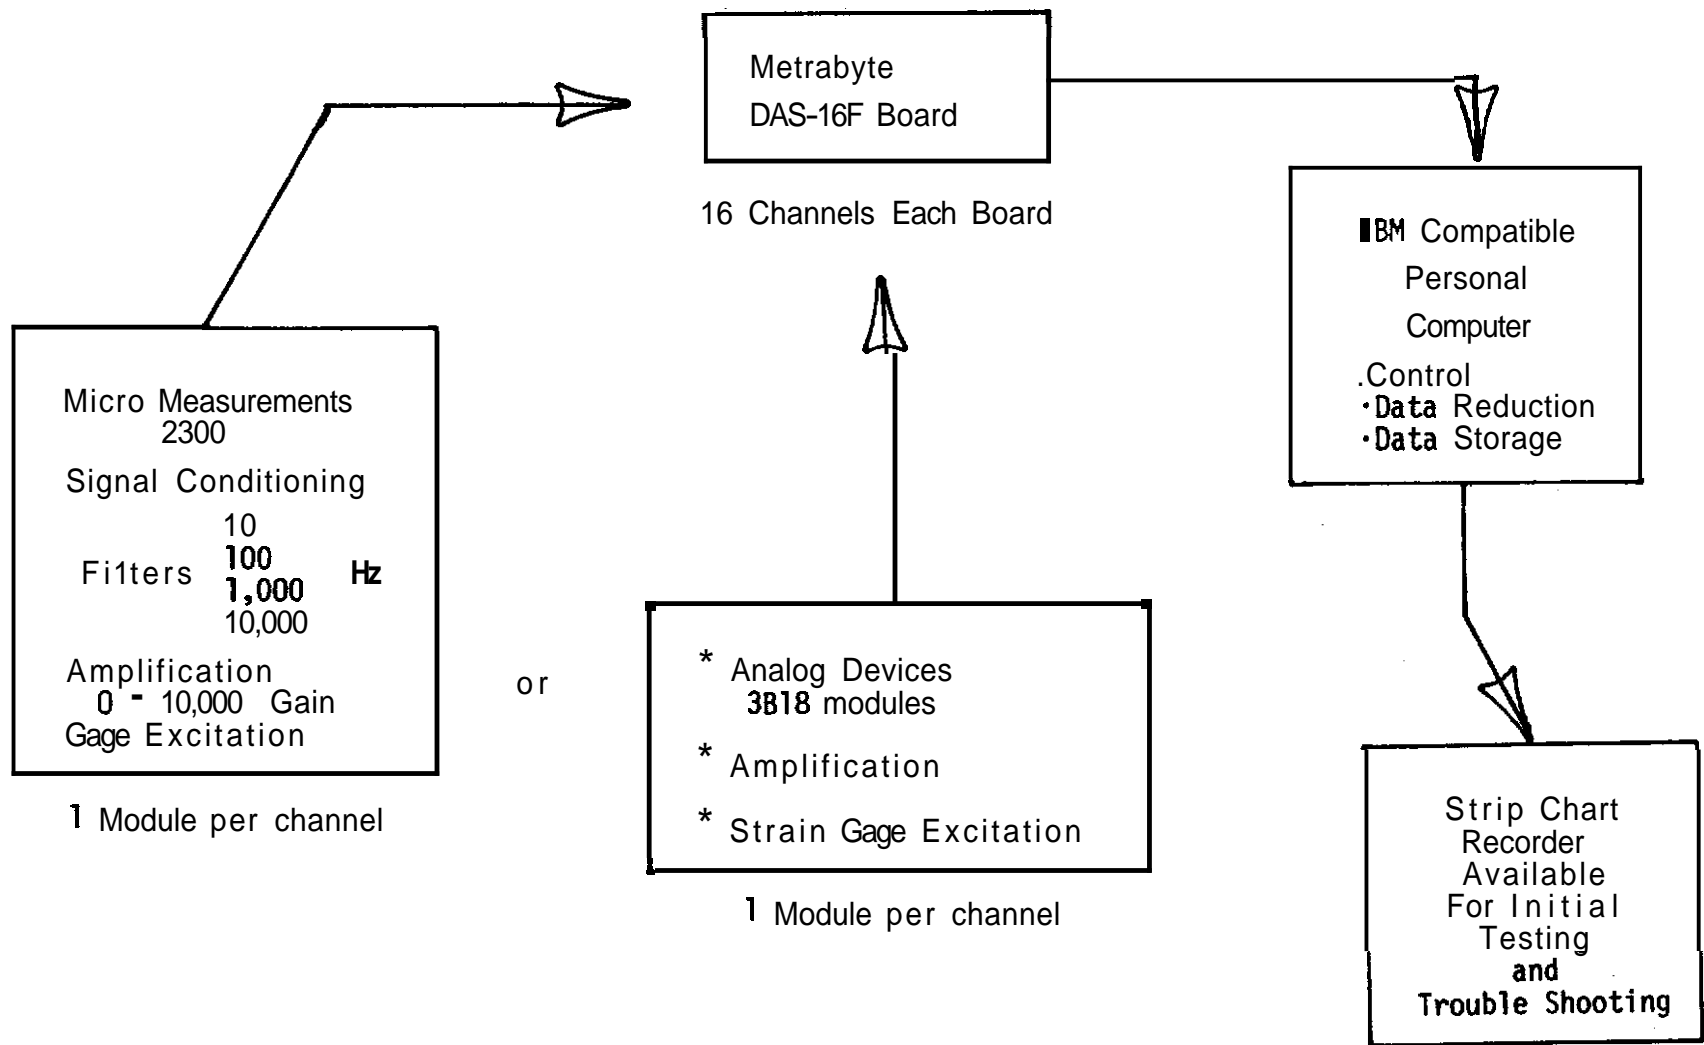 Metrabyte
DAS-16F Board
16 Channels Each Board
IBM Compatible
Personal
Computer
.Control
·Data Reduction
·Data Storage
Micro Measurements
2300
Signal Conditioning
10
100
Filters Hz
1,000
10,000
Amplification
0 - 10,000 Gain
Gage Excitation
1 Module per channel
or
* Analog Devices
3B18 modules
* Amplification
* Strain Gage Excitation
1 Module per channel
Strip Chart
Recorder
Available
For Initial
Testing
and
Trouble Shooting